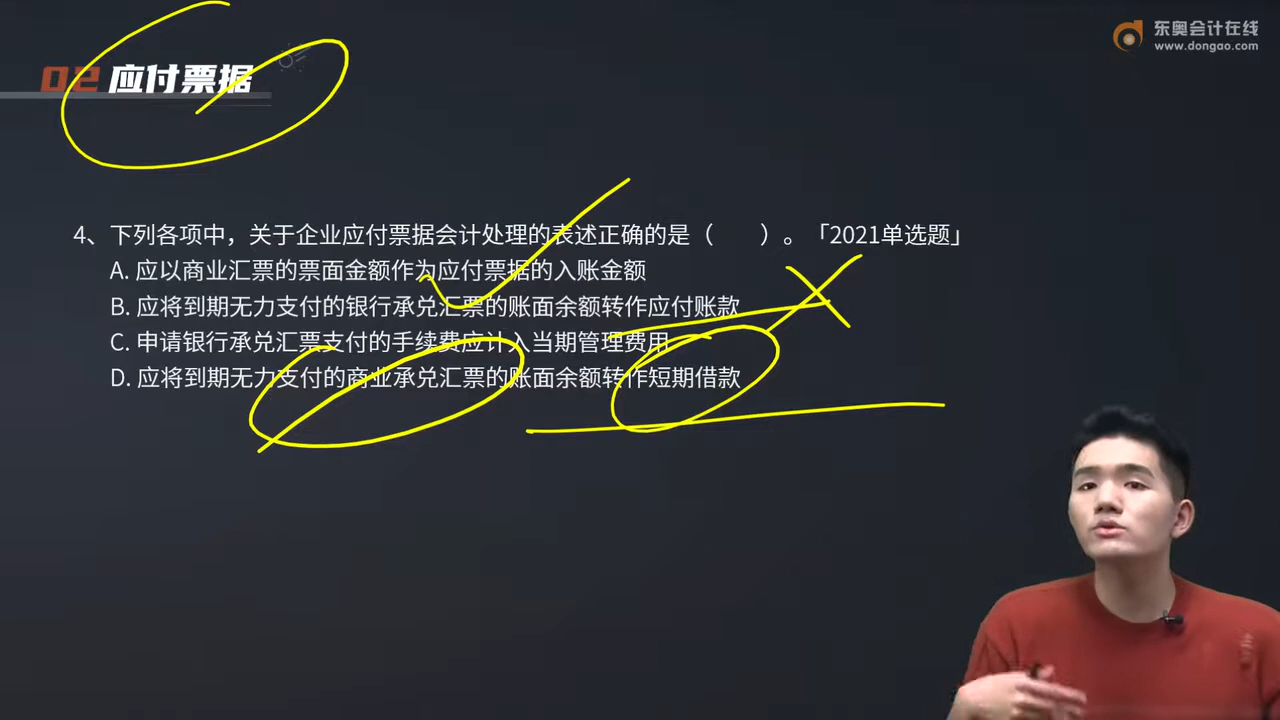 东奥会计在线
www.dongao.com
02 应付票据
4、下列各项中，关于企业应付票据会计处理的表述正确的是（　　）。「2021单选题」
A. 应以商业汇票的票面金额作为应付票据的入账金额
B. 应将到期无力支付的银行承兑汇票的账面余额转作应付账款
C. 申请银行承兑汇票支付的手续费应计入当期管理费用
D. 应将到期无力支付的商业承兑汇票的账面余额转作短期借款